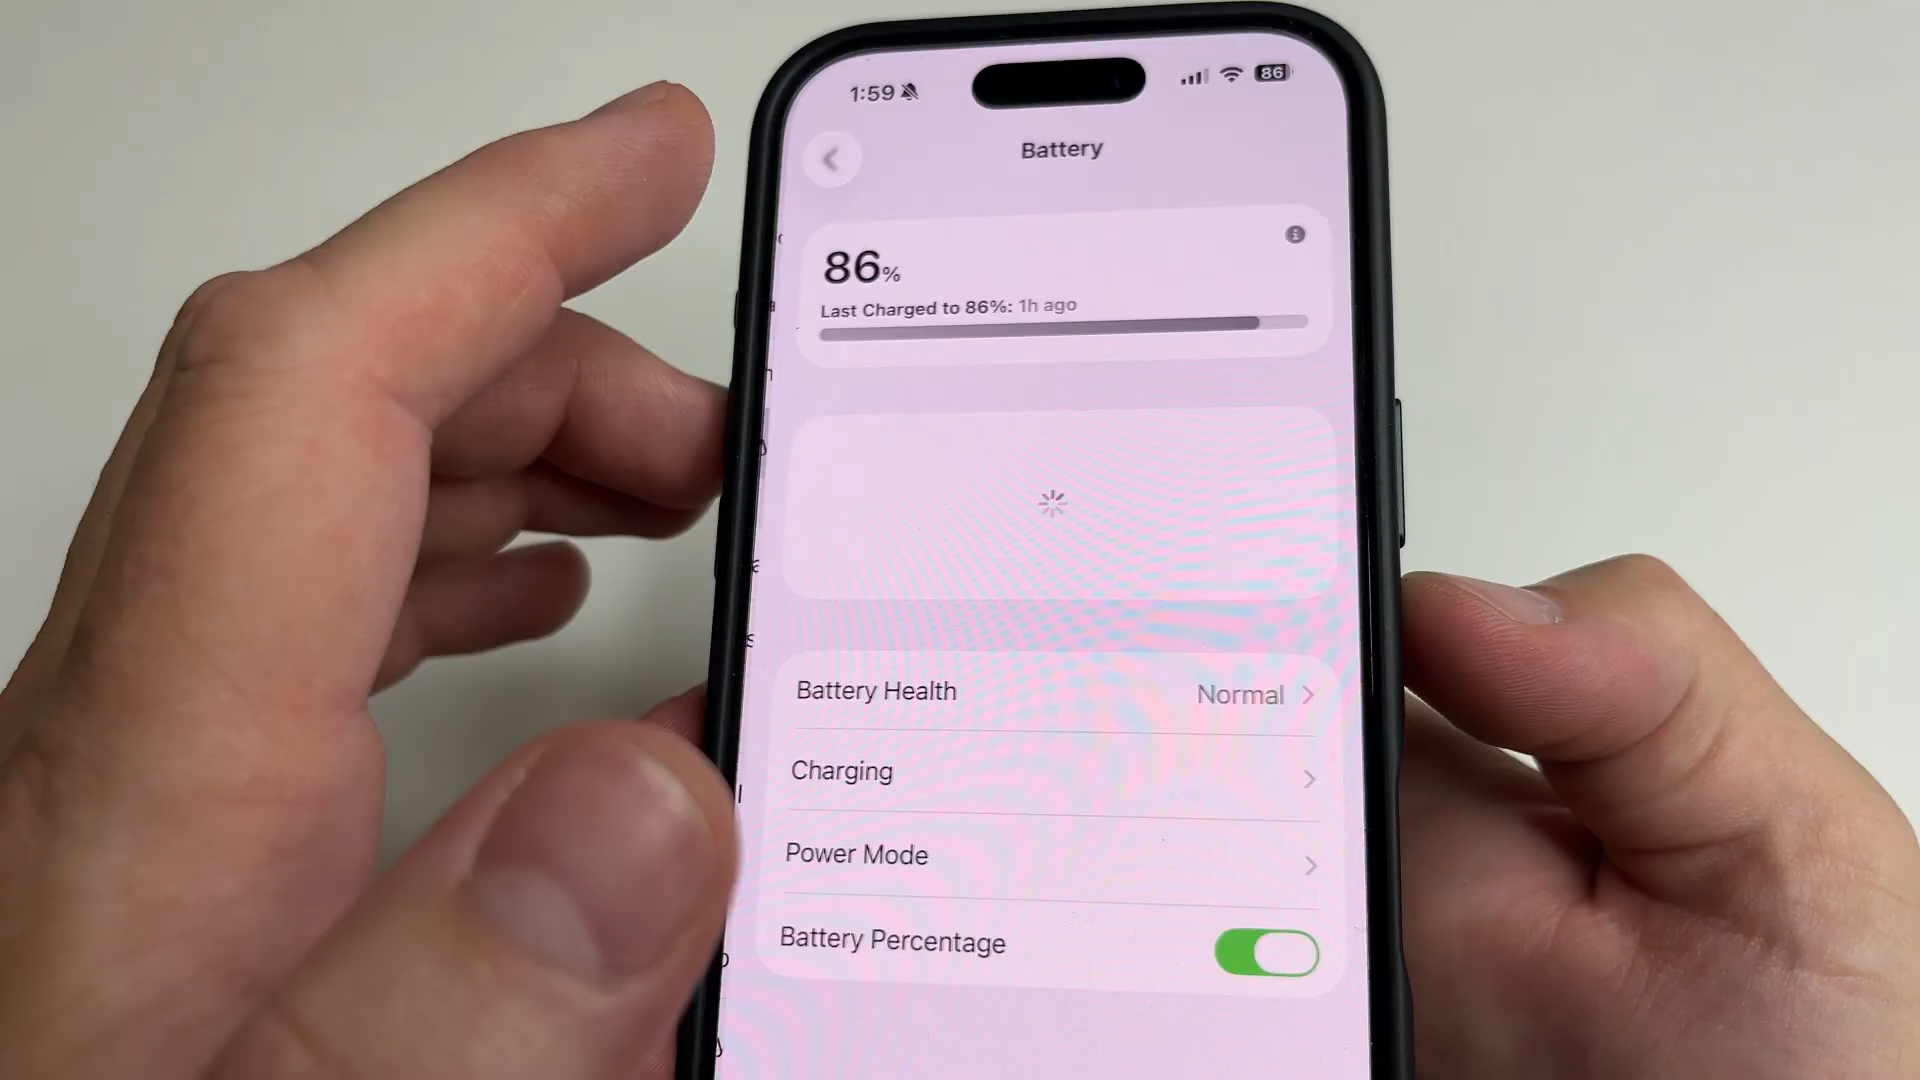 1:59
86
Battery
86%
Last Charged to 86%: 1h ago
Battery Health Normal
Charging
Power Mode
Battery Percentage